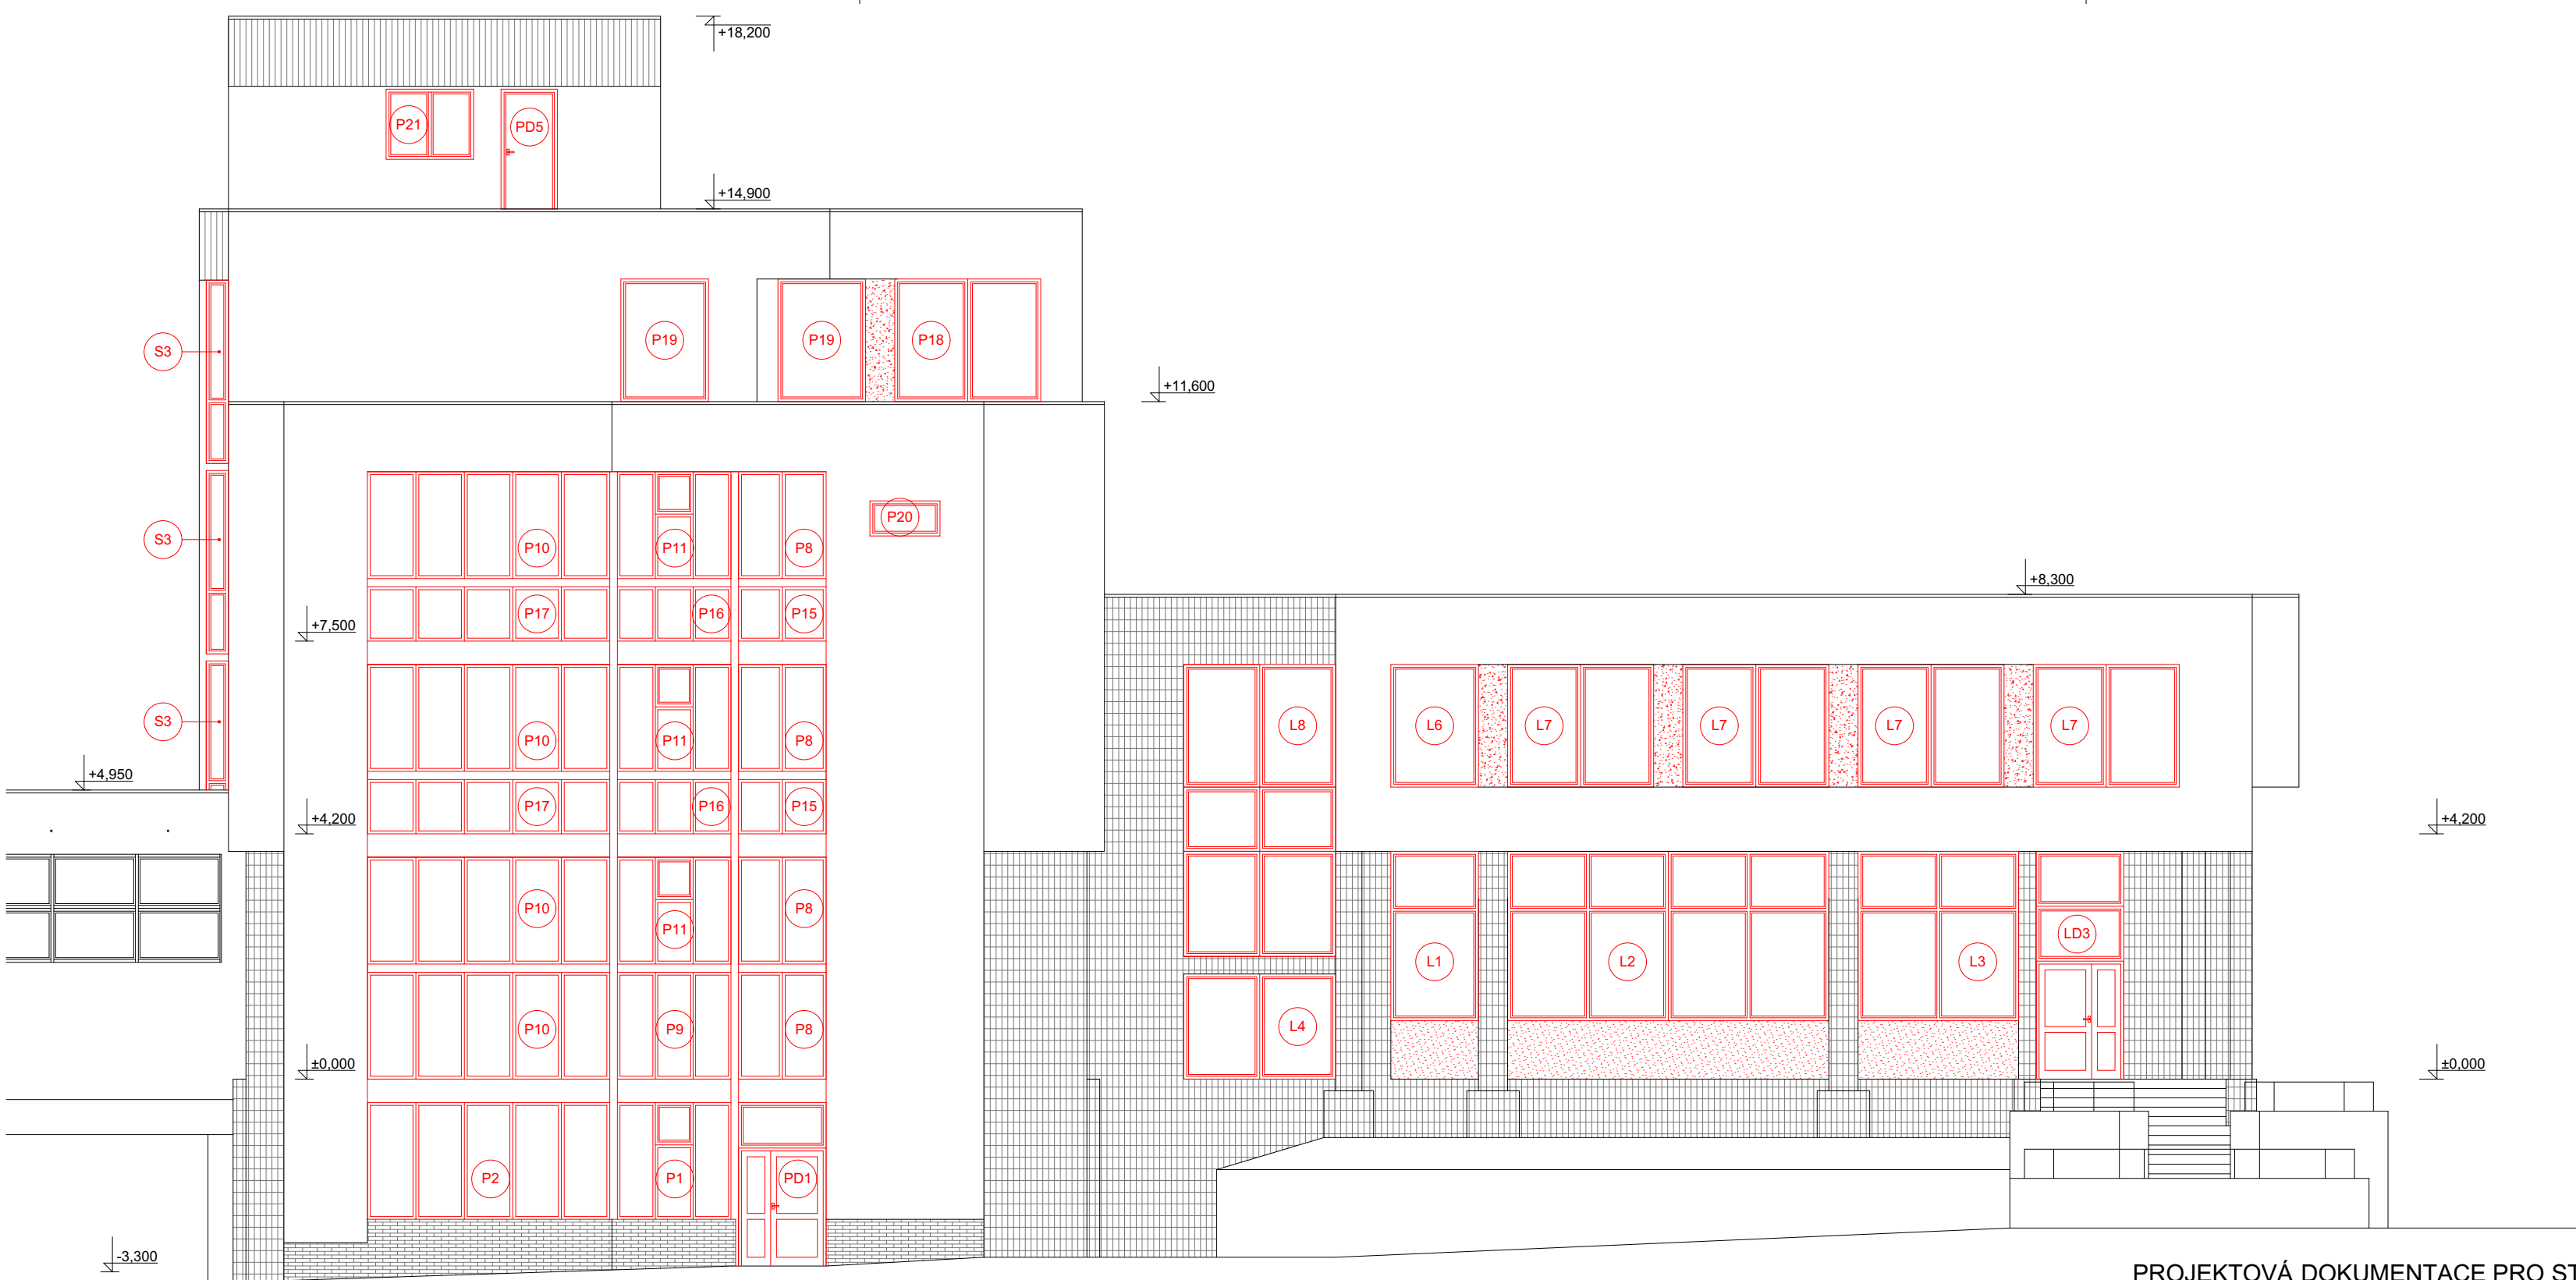 +18,200
P21 PD5
+14,900
S3 P19 P19 P18
+11,600
S3 P10 P11 P8 P20
+8,300
P17 P16 P15
+7,500
S3 P10 P11 P8 L8 L6 L7 L7 L7 L7
+4,950
P17 P16 P15
+4,200 +4,200
P10 P11 P8 L1 L2 L3 LD3
P10 P9 P8 L4
±0,000 ±0,000
P2 P1 PD1
-3,300
PROJEKTOVÁ DOKUMENTACE PRO ST